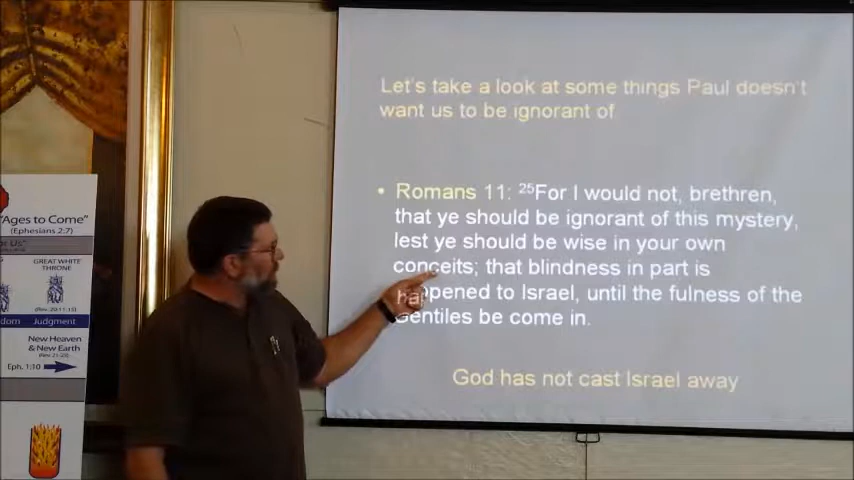 Let's take a look at some things Paul doesn't
want us to be ignorant of.
• Romans 11: ²⁵For I would not, brethren,
that ye should be ignorant of this mystery,
lest ye should be wise in your own
conceits; that blindness in part is
happened to Israel, until the fulness of the
Gentiles be come in.
God has not cast Israel away
"Ages to Come"
(Ephesians 2:7)
Us"
GREAT WHITE
THRONE
Judgment
New Heaven
& New Earth
(Rev. 21-22)
Eph. 1:10